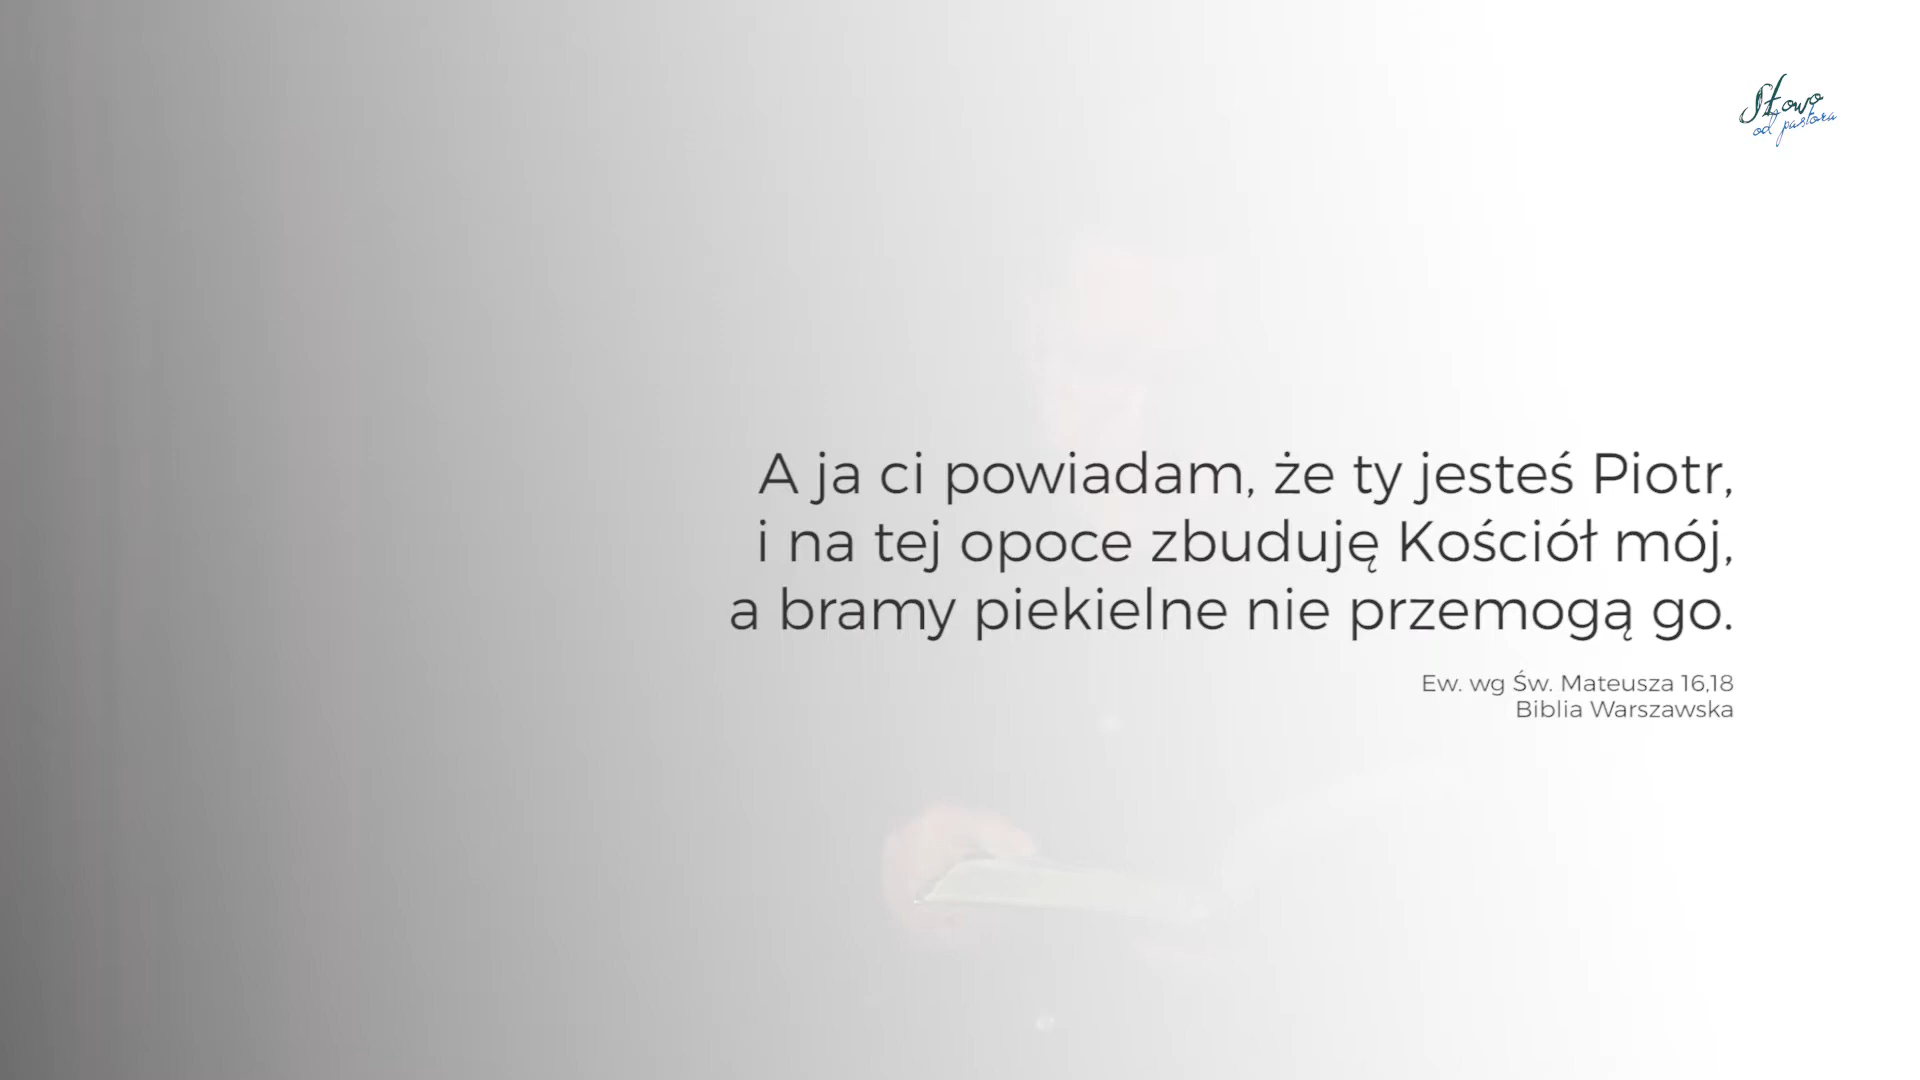 Słowo
od pastora
A ja ci powiadam, że ty jesteś Piotr,
i na tej opoce zbuduję Kościół mój,
a bramy piekielne nie przemogą go.
Ew. wg Św. Mateusza 16,18
Biblia Warszawska